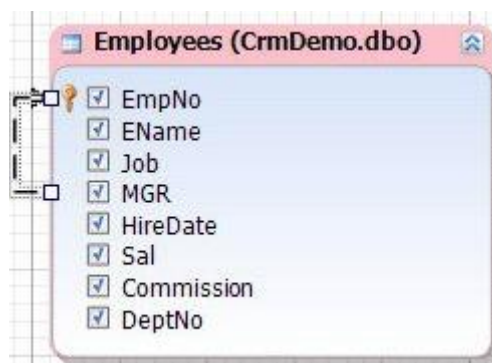 Employees (CrmDemo.dbo)
EmpNo
EName
Job
MGR
HireDate
Sal
Commission
DeptNo